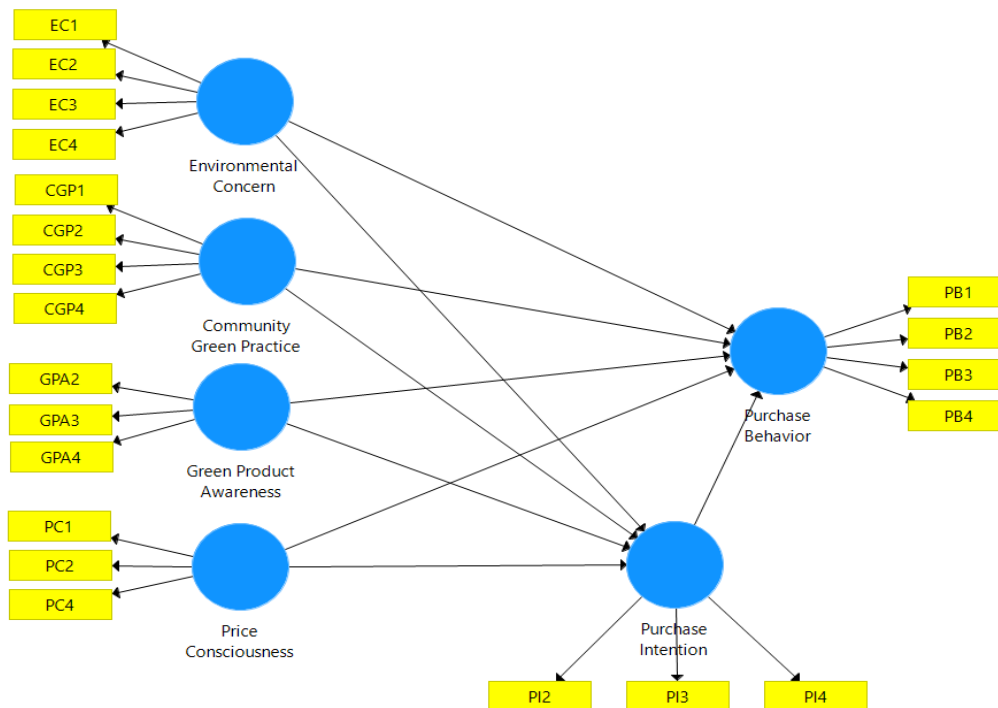 EC1
EC2
EC3
EC4
Environmental
Concern
CGP1
CGP2
CGP3
CGP4
Community
Green Practice
GPA2
GPA3
GPA4
Green Product
Awareness
PC1
PC2
PC4
Price
Consciousness
PB1
PB2
PB3
PB4
Purchase
Behavior
Purchase
Intention
PI2
PI3
PI4